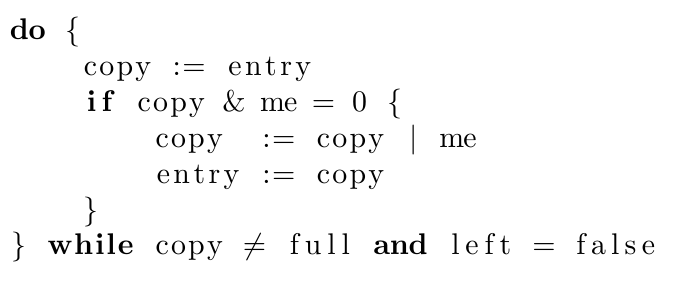 do {
copy := entry
if copy & me = 0 {
copy := copy | me
entry := copy
}
} while copy ≠ full and left = false